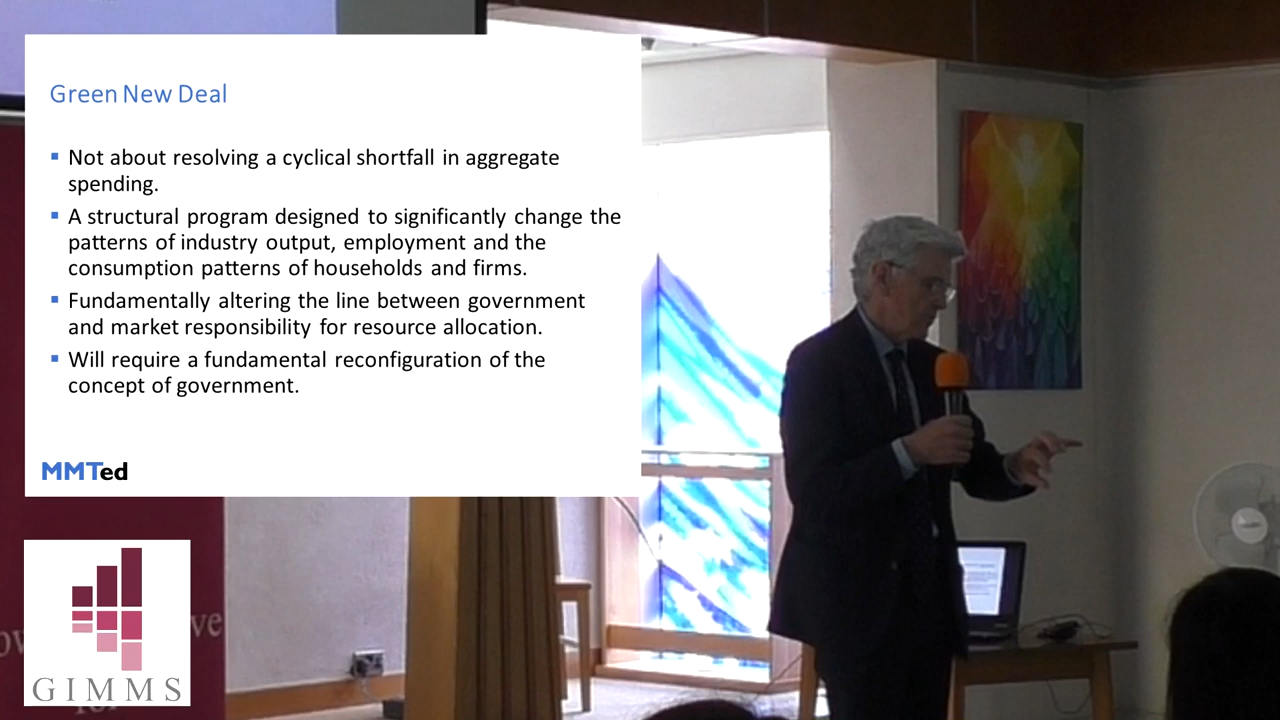 Green New Deal
▪ Not about resolving a cyclical shortfall in aggregate
spending.
▪ A structural program designed to significantly change the
patterns of industry output, employment and the
consumption patterns of households and firms.
▪ Fundamentally altering the line between government
and market responsibility for resource allocation.
▪ Will require a fundamental reconfiguration of the
concept of government.
MMTed
GIMMS